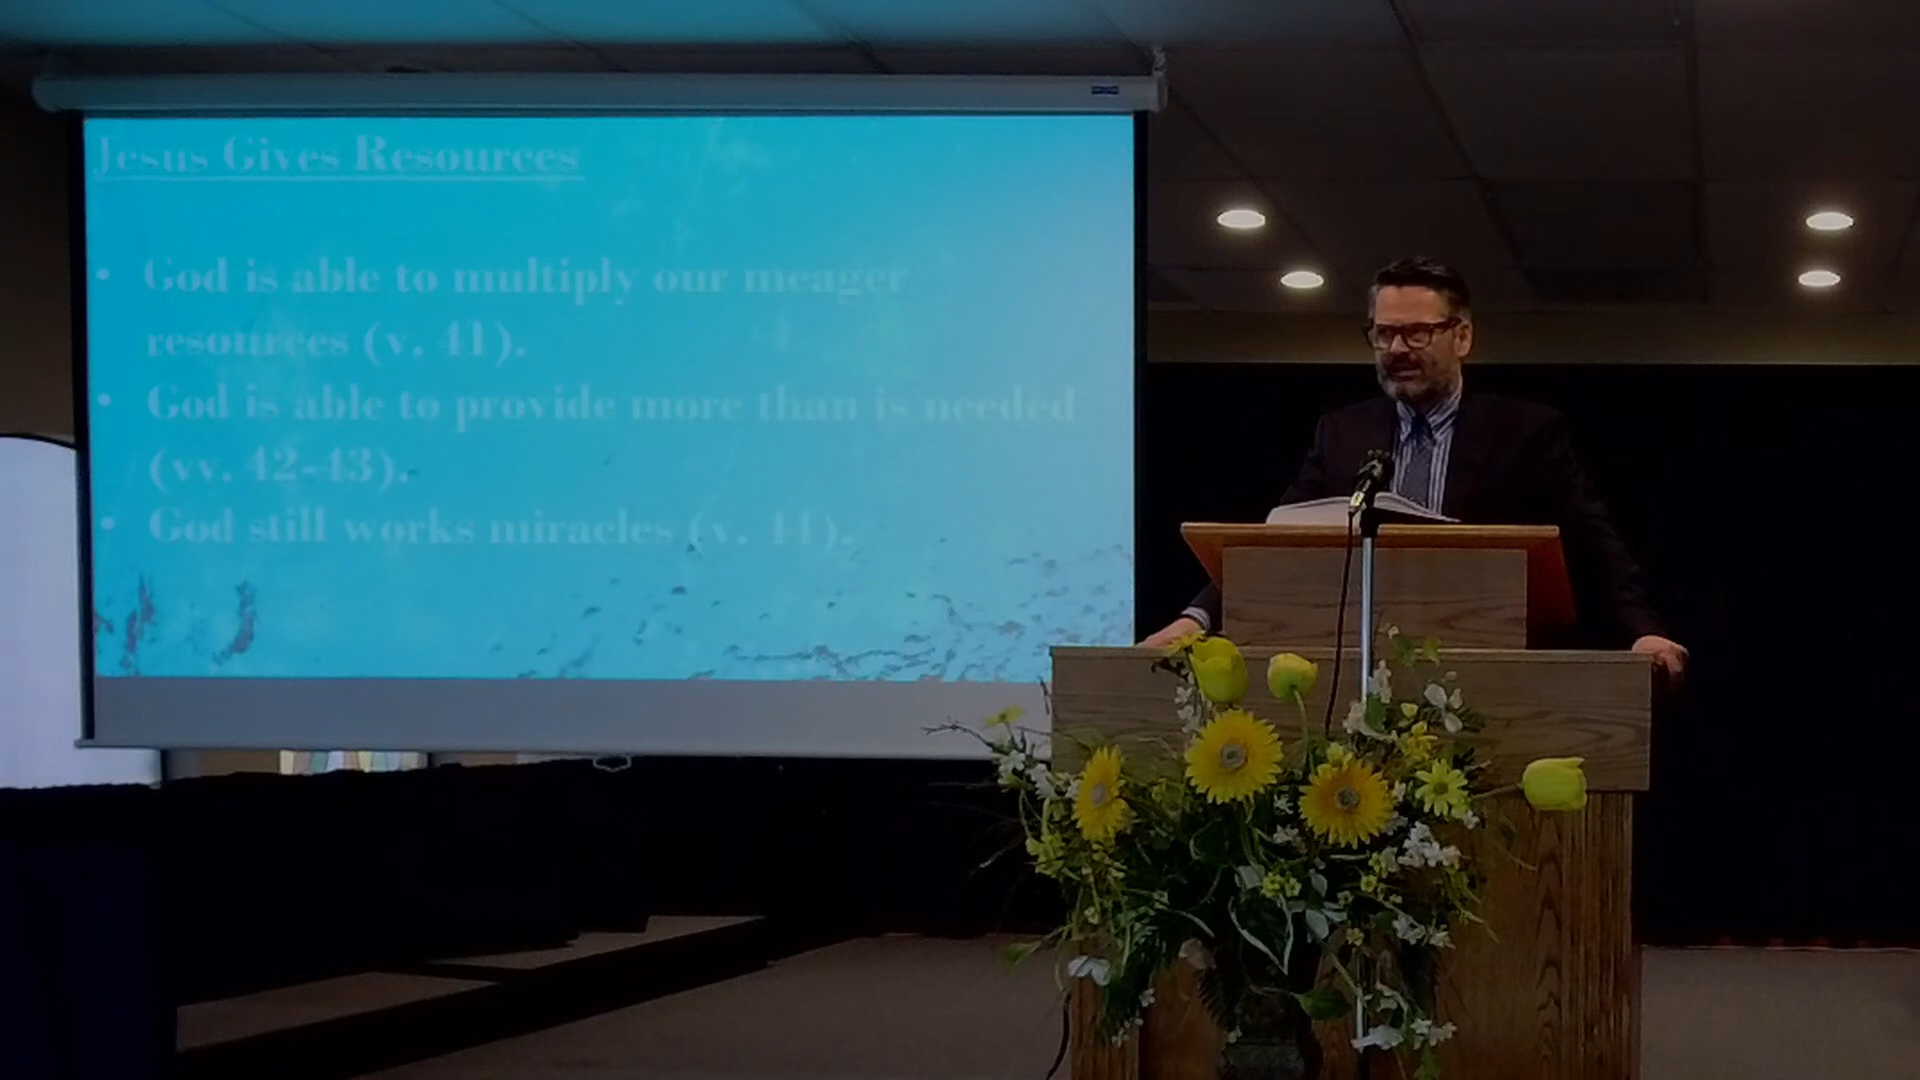 Jesus Gives Resources
• God is able to multiply our meager
resources (v. 41).
• God is able to provide more than is needed
(vv. 42-43).
• God still works miracles (v. 44).